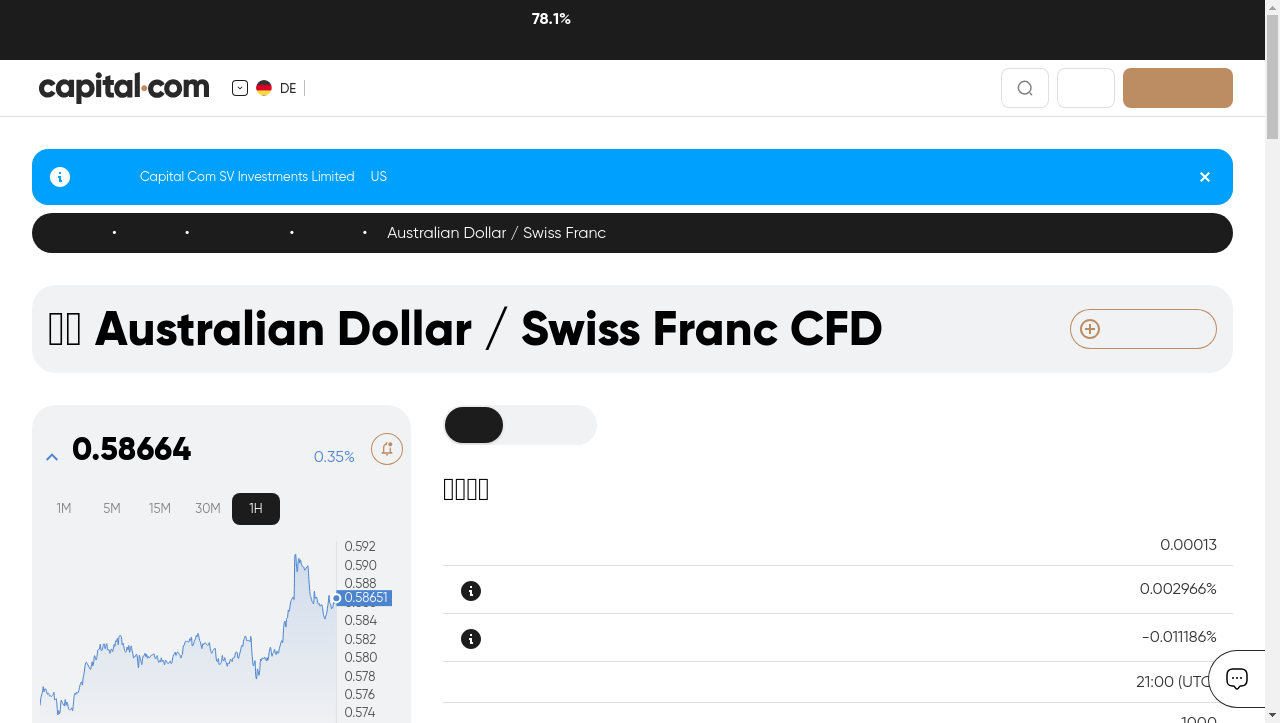 78.1%
capital.com
DE
Capital Com SV Investments Limited US
• • • • Australian Dollar / Swiss Franc
Australian Dollar / Swiss Franc CFD
0.58664
0.35%
1M 5M 15M 30M 1H
0.592
0.590
0.588
0.58651
0.584
0.582
0.580
0.578
0.576
0.574
0.00013
0.002966%
-0.011186%
21:00 (UTC
1000